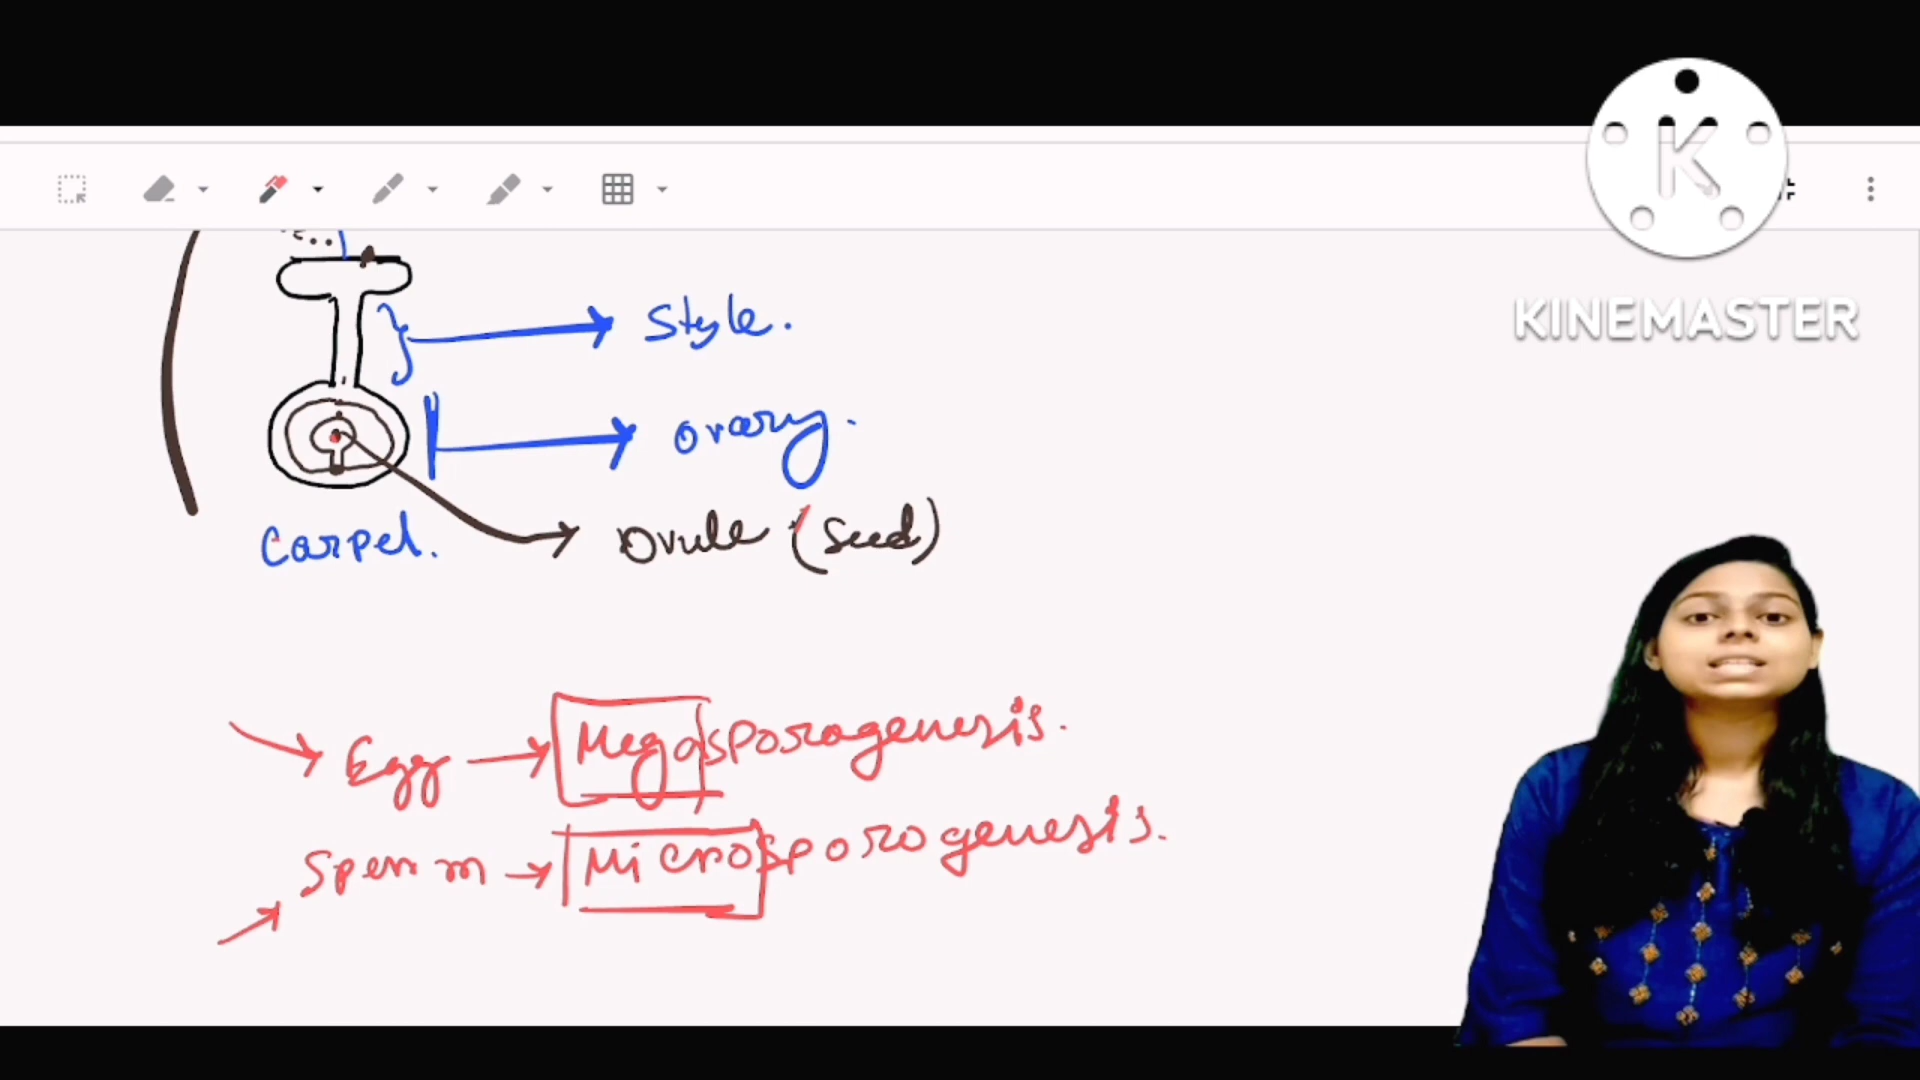 K
KINEMASTER
Style.
Ovary.
Carpel.
Ovule (Seed)
Egg → Megasporogenesis.
Sperm → Microsporogenesis.